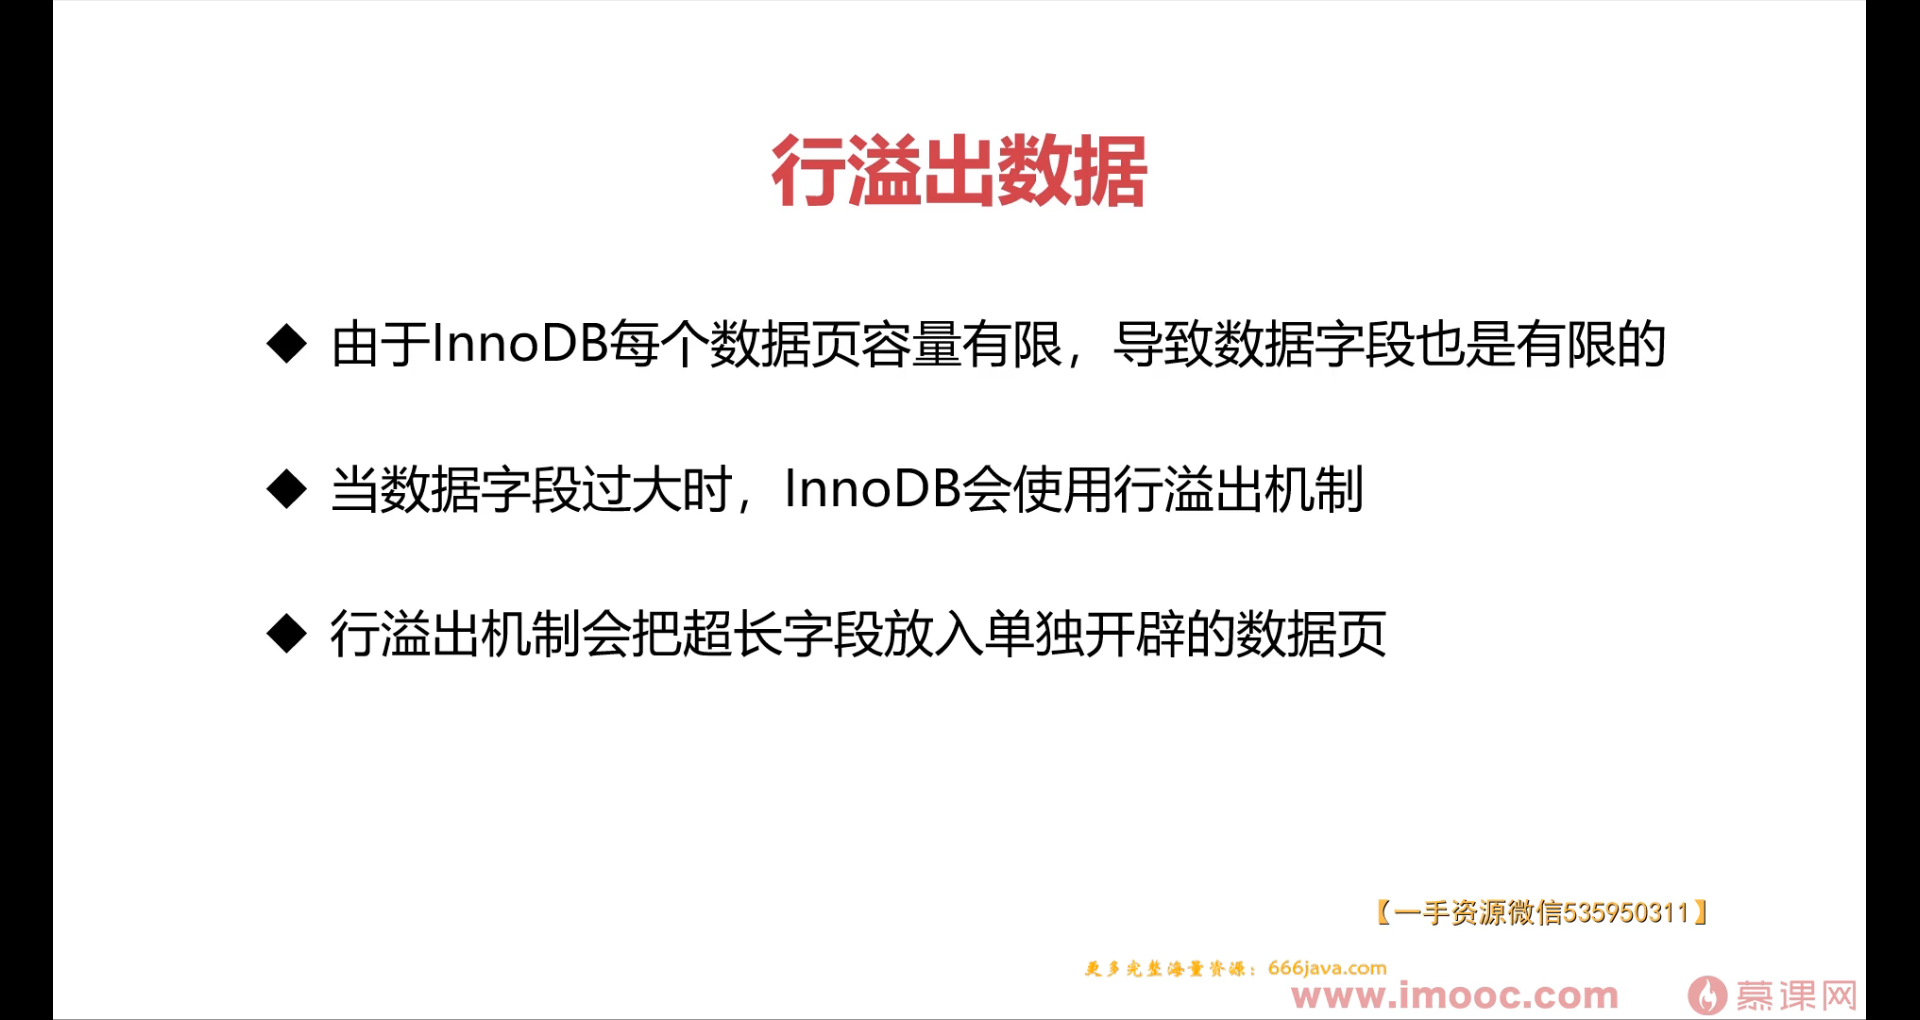 行溢出数据
◆ 由于InnoDB每个数据页容量有限，导致数据字段也是有限的
◆ 当数据字段过大时，InnoDB会使用行溢出机制
◆ 行溢出机制会把超长字段放入单独开辟的数据页
【一手资源微信535950311】
更多完整海量资源：666java.com
www.imooc.com
慕课网